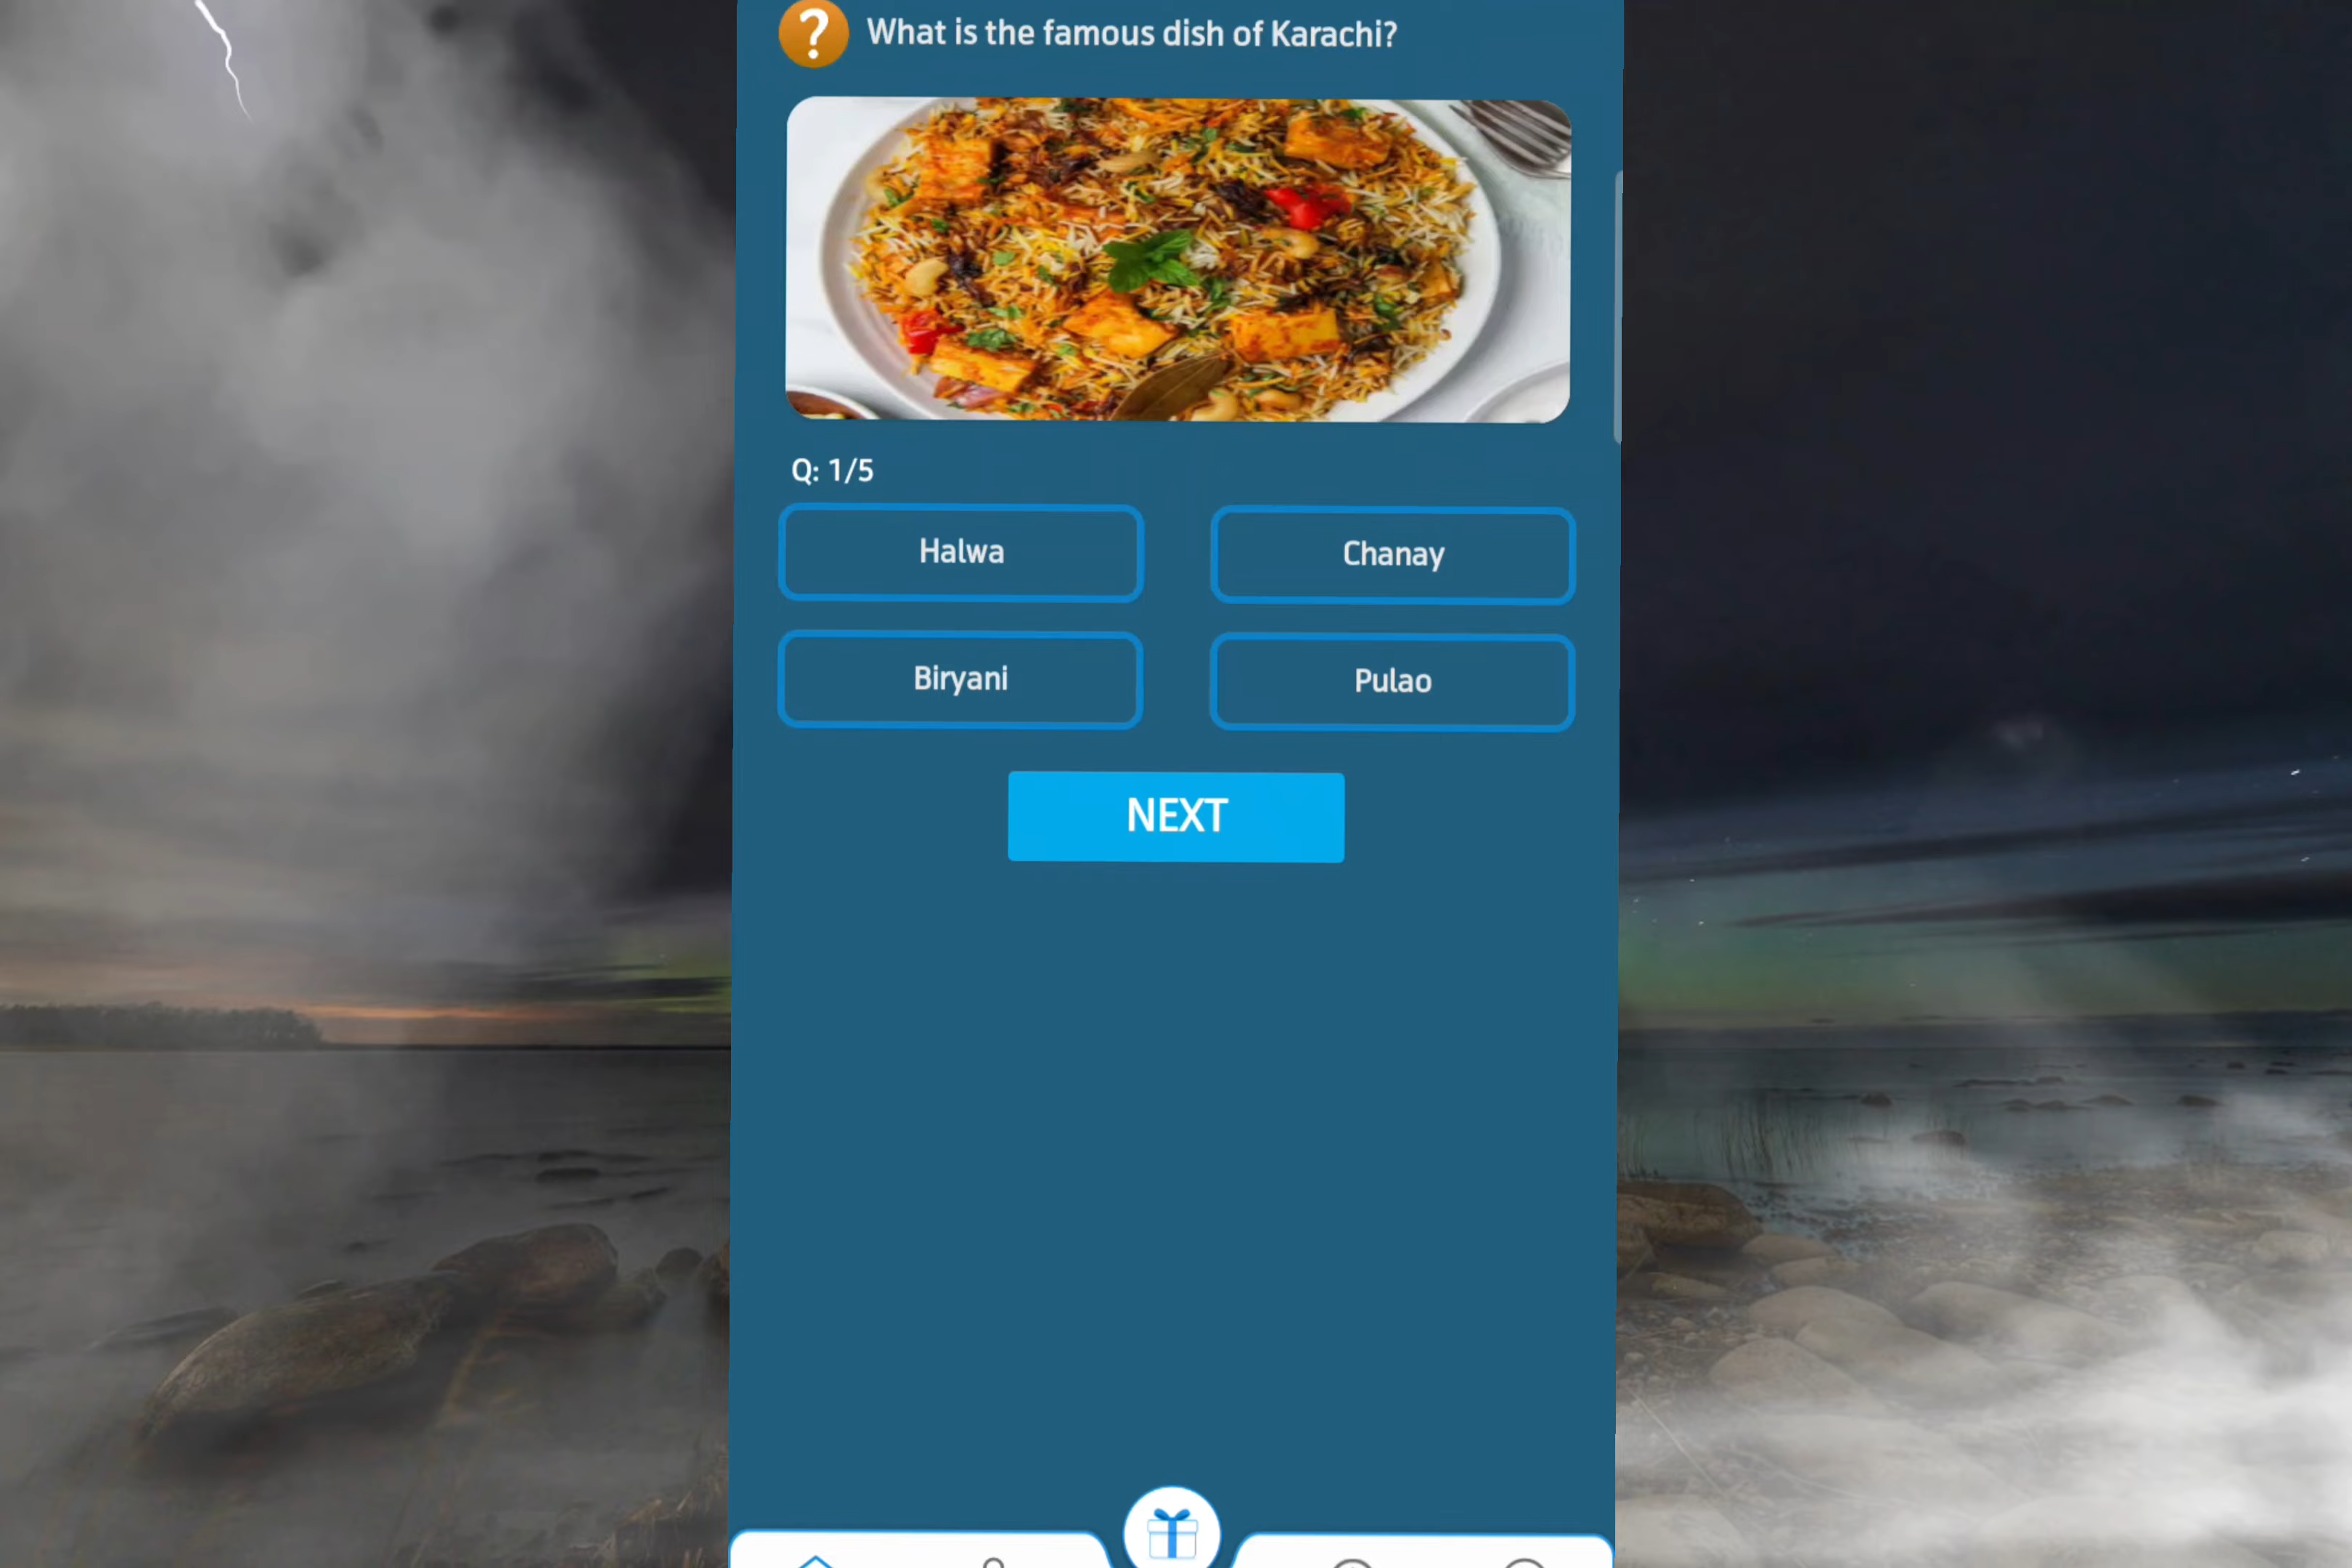 What is the famous dish of Karachi?
Q: 1/5
Halwa
Chanay
Biryani
Pulao
NEXT